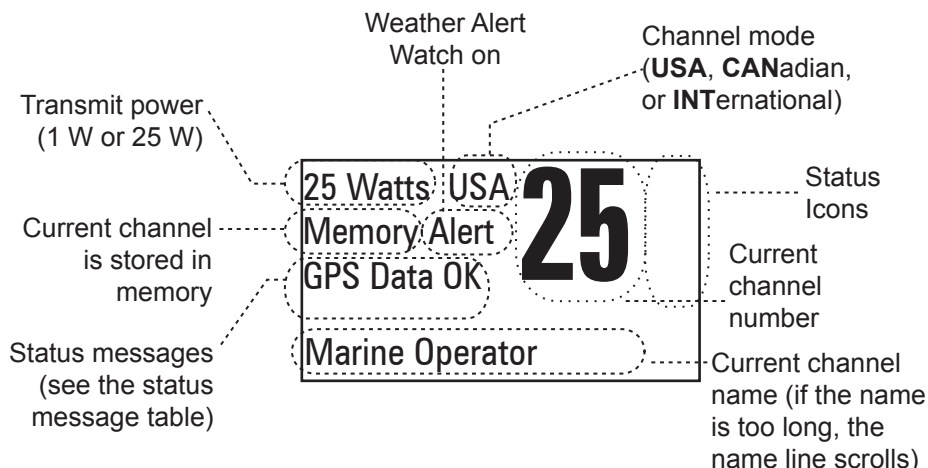 Weather Alert
Watch on
Channel mode
(USA, CANadian,
or INTernational)
Transmit power
(1 W or 25 W)
25 Watts USA
25
Status
Icons
Current channel
is stored in
memory
Memory Alert
GPS Data OK
Current
channel
number
Status messages
(see the status
message table)
Marine Operator
Current channel
name (if the name
is too long, the
name line scrolls)